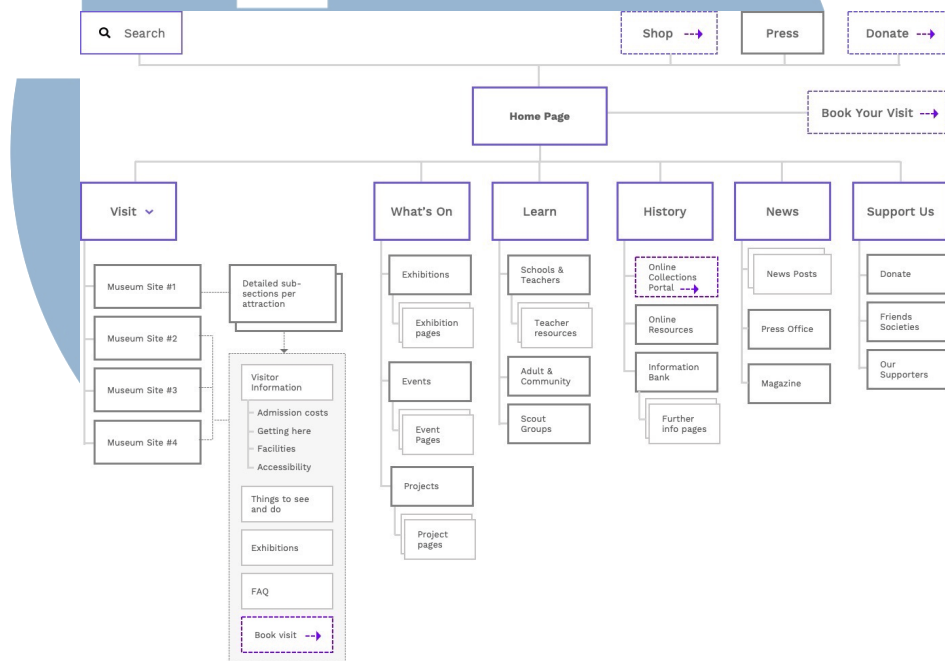 Search
Shop
Press
Donate
Home Page
Book Your Visit
Visit
What's On
Learn
History
News
Support Us
Museum Site #1
Museum Site #2
Museum Site #3
Museum Site #4
Detailed sub-
sections per
attraction
Visitor
Information
Admission costs
Getting here
Facilities
Accessibility
Things to see
and do
Exhibitions
FAQ
Book visit
Exhibitions
Exhibition
pages
Events
Event
Pages
Projects
Project
pages
Schools &
Teachers
Teacher
resources
Adult &
Community
Scout
Groups
Online
Collections
Portal
Online
Resources
Information
Bank
Further
info pages
News Posts
Press Office
Magazine
Donate
Friends
Societies
Our
Supporters